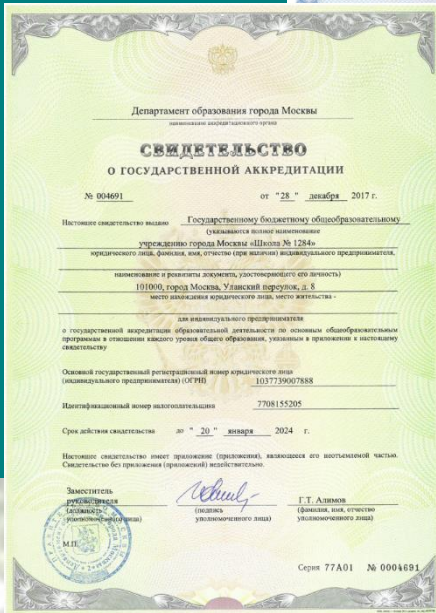 Департамент образования города Москвы
наименование аккредитационного органа
СВИДЕТЕЛЬСТВО
О ГОСУДАРСТВЕННОЙ АККРЕДИТАЦИИ
№ 004691 от "28" декабря 2017 г.
Настоящее свидетельство выдано Государственному бюджетному общеобразовательному
(указываются полное наименование
учреждению города Москвы «Школа № 1284»
юридического лица, фамилия, имя, отчество (при наличии) индивидуального предпринимателя,
наименование и реквизиты документа, удостоверяющего его личность)
101000, город Москва, Уланский переулок, д. 8
место нахождения юридического лица, место жительства -
для индивидуального предпринимателя
о государственной аккредитации образовательной деятельности по основным общеобразовательным
программам в отношении каждого уровня общего образования, указанным в приложении к настоящему
свидетельству
Основной государственный регистрационный номер юридического лица
(индивидуального предпринимателя) (ОГРН) 1037739007888
Идентификационный номер налогоплательщика 7708155205
Срок действия свидетельства до "20" января 2024 г.
Настоящее свидетельство имеет приложение (приложения), являющееся его неотъемлемой частью.
Свидетельство без приложения (приложений) недействительно.
Заместитель
руководителя Г.Т. Алимов
(должность (подпись (фамилия, имя, отчество
уполномоченного лица) уполномоченного лица) уполномоченного лица)
М.П.
Серия 77А01 № 0004691